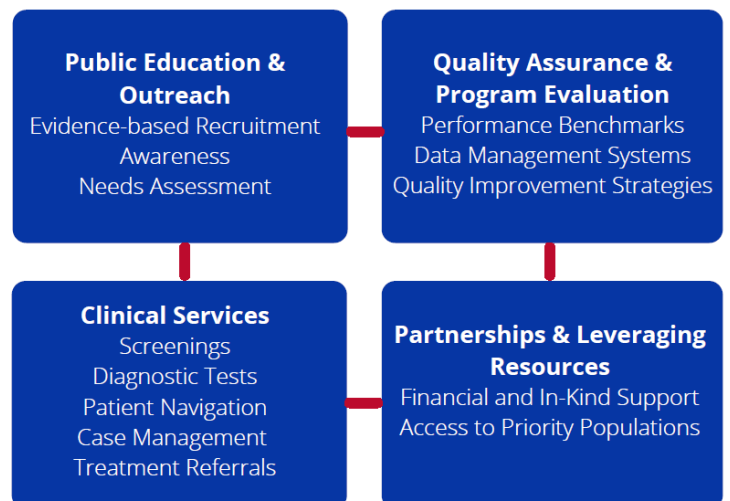 Public Education &
Outreach
Evidence-based Recruitment
Awareness
Needs Assessment
Quality Assurance &
Program Evaluation
Performance Benchmarks
Data Management Systems
Quality Improvement Strategies
Clinical Services
Screenings
Diagnostic Tests
Patient Navigation
Case Management
Treatment Referrals
Partnerships & Leveraging
Resources
Financial and In-Kind Support
Access to Priority Populations